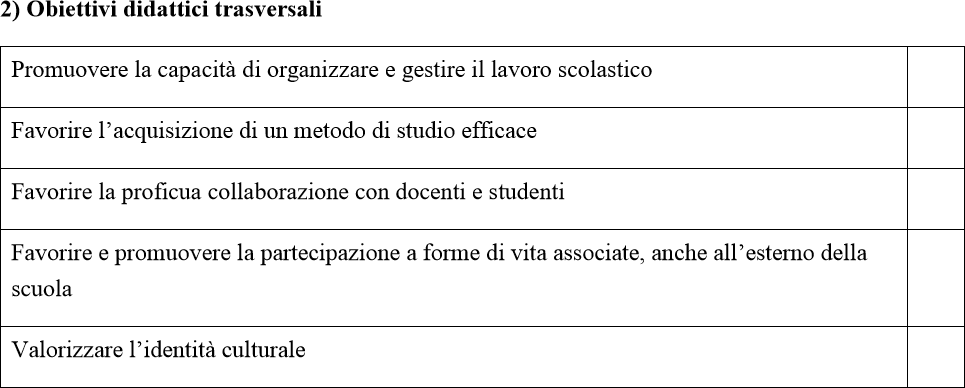 2) Obiettivi didattici trasversali
Promuovere la capacità di organizzare e gestire il lavoro scolastico
Favorire l’acquisizione di un metodo di studio efficace
Favorire la proficua collaborazione con docenti e studenti
Favorire e promuovere la partecipazione a forme di vita associate, anche all’esterno della
scuola
Valorizzare l’identità culturale